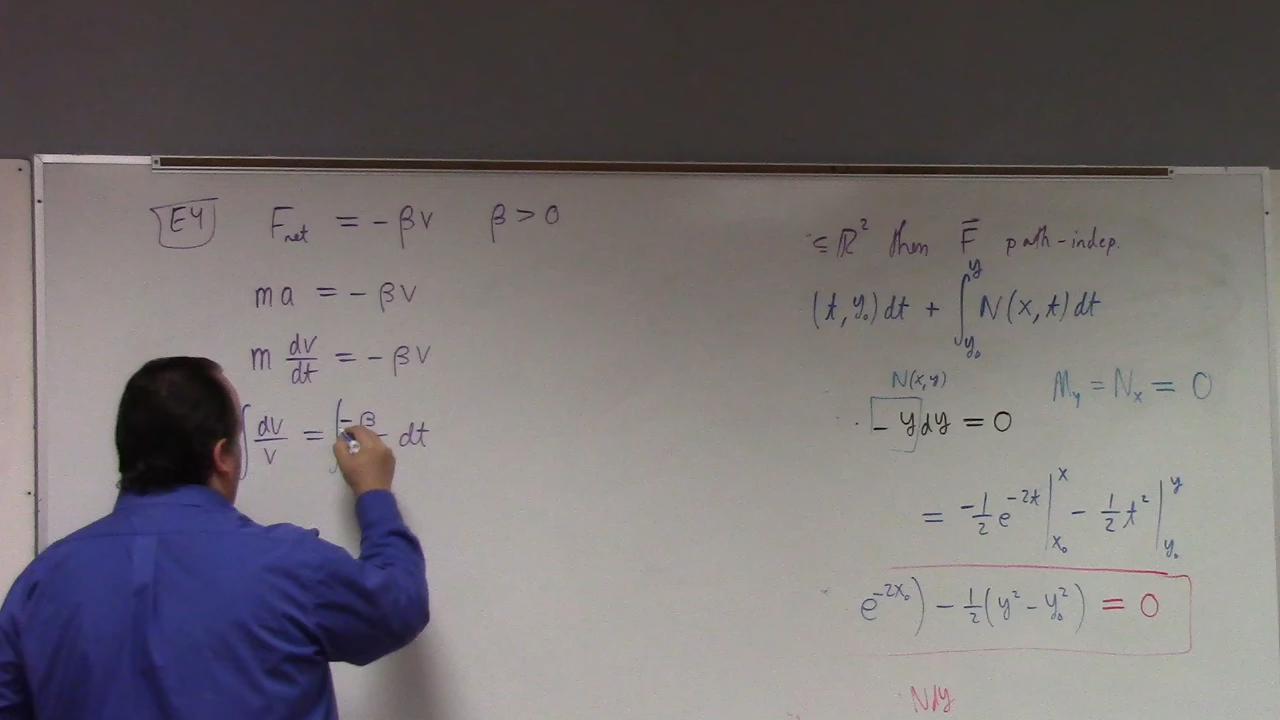 E4 F_net = - βv β > 0
ma = - βv
m dv/dt = - βv
∫ dv/v = ∫ -β/ dt
⊆ ℝ² then F⃗ path-indep.
(t, y₀)dt + ∫_{y₀}^{y} N(x,t)dt
N(x,y) M_y = N_x = 0
- y dy = 0
= -1/2 e^{-2t} |_{x₀}^{x} - 1/2 t² |_{y₀}^{y}
e^{-2x₀}) - 1/2(y² - y₀²) = 0
Ndy